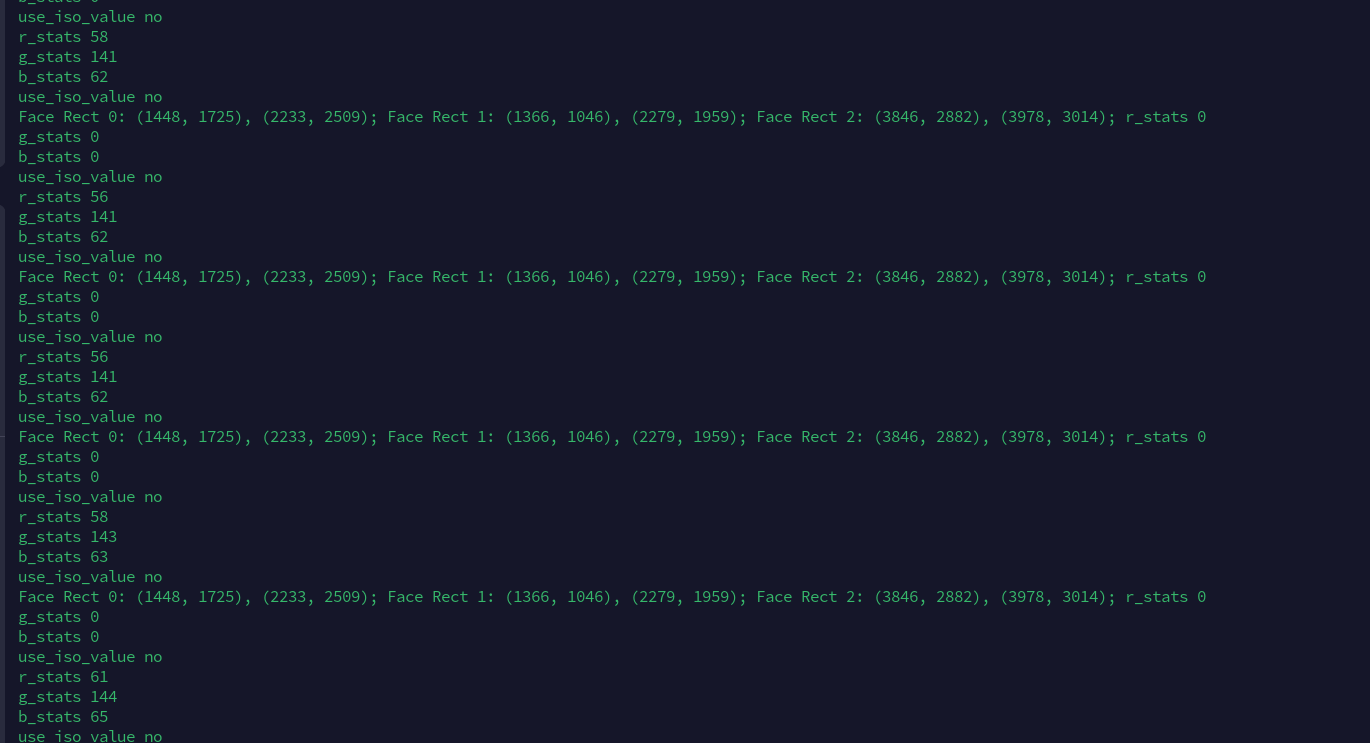 b_stats 0
use_iso_value no
r_stats 58
g_stats 141
b_stats 62
use_iso_value no
Face Rect 0: (1448, 1725), (2233, 2509); Face Rect 1: (1366, 1046), (2279, 1959); Face Rect 2: (3846, 2882), (3978, 3014); r_stats 0
g_stats 0
b_stats 0
use_iso_value no
r_stats 56
g_stats 141
b_stats 62
use_iso_value no
Face Rect 0: (1448, 1725), (2233, 2509); Face Rect 1: (1366, 1046), (2279, 1959); Face Rect 2: (3846, 2882), (3978, 3014); r_stats 0
g_stats 0
b_stats 0
use_iso_value no
r_stats 56
g_stats 141
b_stats 62
use_iso_value no
Face Rect 0: (1448, 1725), (2233, 2509); Face Rect 1: (1366, 1046), (2279, 1959); Face Rect 2: (3846, 2882), (3978, 3014); r_stats 0
g_stats 0
b_stats 0
use_iso_value no
r_stats 58
g_stats 143
b_stats 63
use_iso_value no
Face Rect 0: (1448, 1725), (2233, 2509); Face Rect 1: (1366, 1046), (2279, 1959); Face Rect 2: (3846, 2882), (3978, 3014); r_stats 0
g_stats 0
b_stats 0
use_iso_value no
r_stats 61
g_stats 144
b_stats 65
use_iso_value no